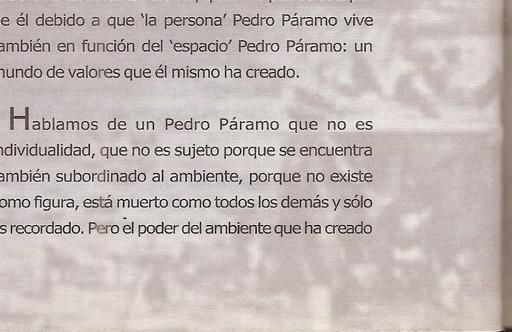 e él debido a que ‘la persona’ Pedro Páramo vive
ambién en función del ‘espacio’ Pedro Páramo: un
nundo de valores que él mismo ha creado.
Hablamos de un Pedro Páramo que no es
ndividualidad, que no es sujeto porque se encuentra
ambién subordinado al ambiente, porque no existe
omo figura, está muerto como todos los demás y sólo
s recordado. Pero el poder del ambiente que ha creado